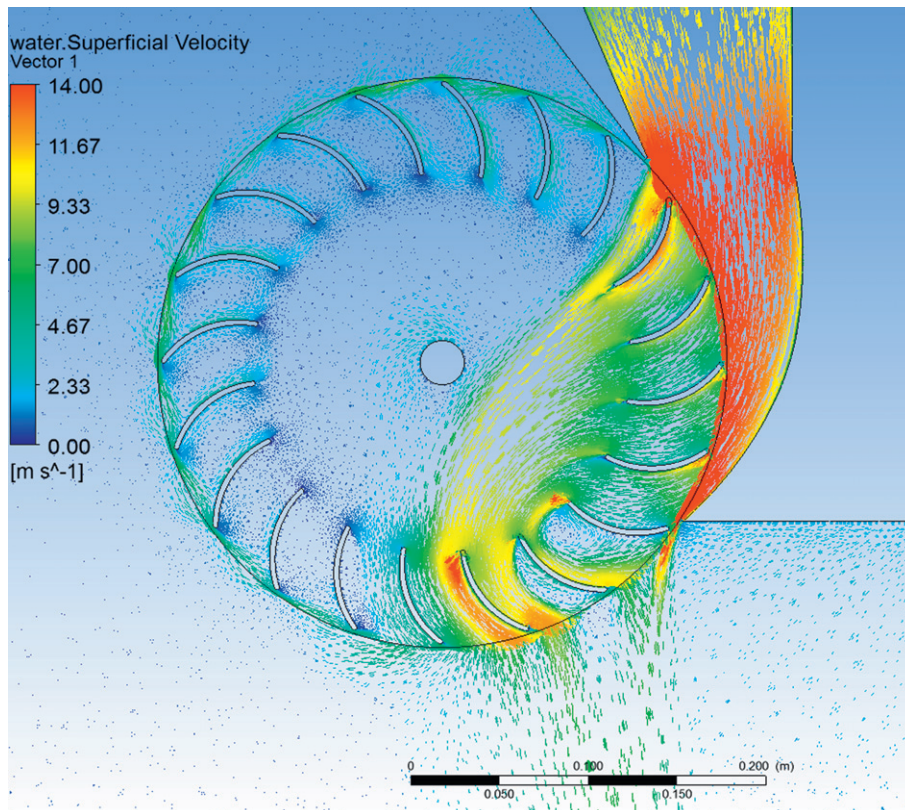 water.Superficial Velocity
Vector 1
14.00
11.67
9.33
7.00
4.67
2.33
0.00
[m s^-1]
0 0.100 0.200 (m)
0.050 0.150